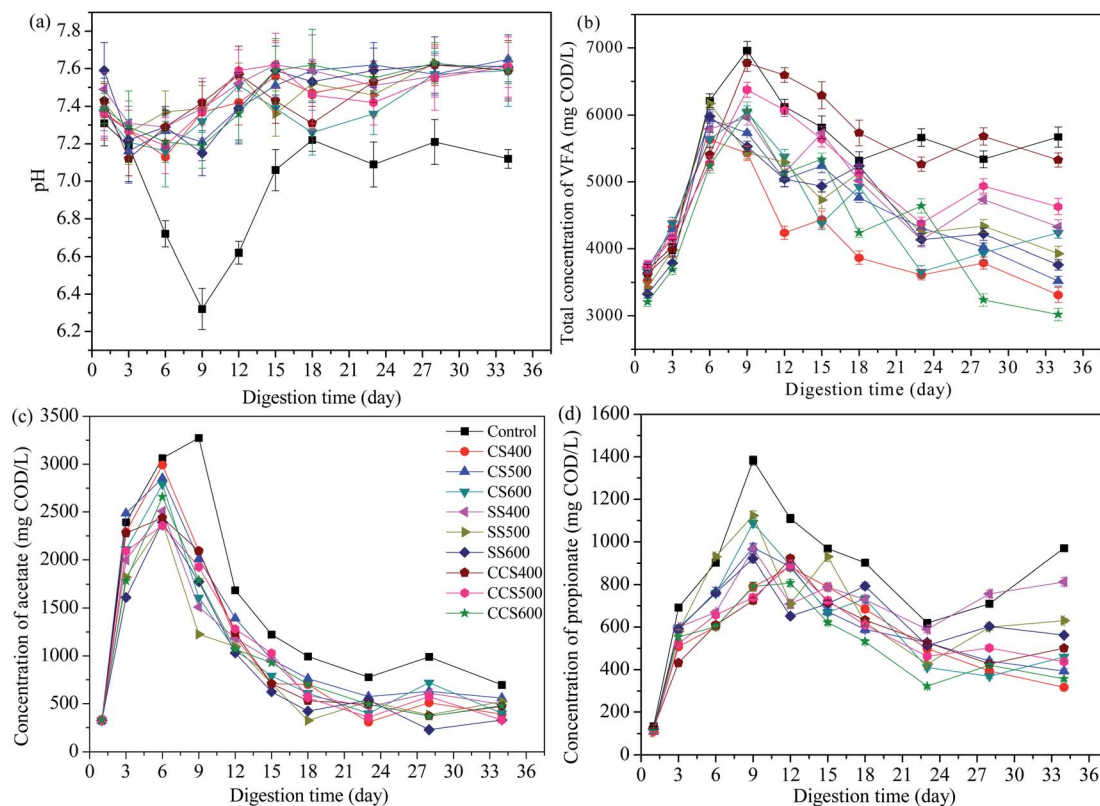 (a)
7.8
7.6
7.4
7.2
7.0
6.8
6.6
6.4
6.2
pH
0 3 6 9 12 15 18 21 24 27 30 33 36
Digestion time (day)
(b)
7000
6000
5000
4000
3000
Total concentration of VFA (mg COD/L)
0 3 6 9 12 15 18 21 24 27 30 33 36
Digestion time (day)
(c)
3500
3000
2500
2000
1500
1000
500
0
Concentration of acctate (mg COD/L)
Control
CS400
CS500
CS600
SS400
SS500
SS600
CCS400
CCS500
CCS600
0 3 6 9 12 15 18 21 24 27 30 33 36
Digestion time (day)
(d)
1600
1400
1200
1000
800
600
400
200
0
Concentration of propionate (mg COD/L)
0 3 6 9 12 15 18 21 24 27 30 33 36
Digestion time (day)